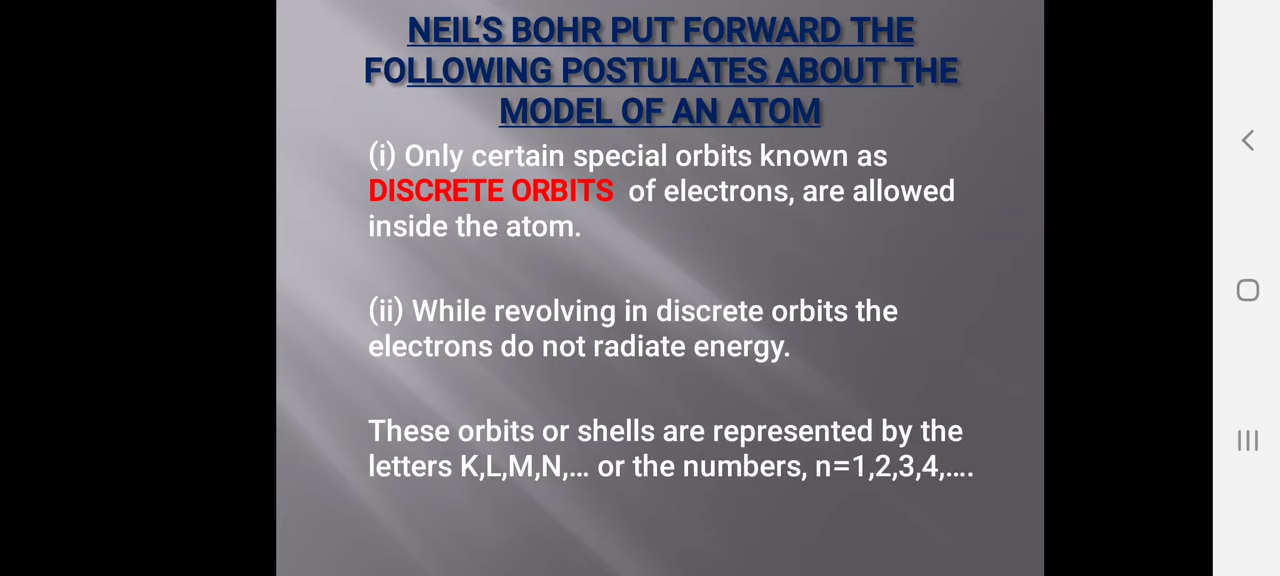 NEIL'S BOHR PUT FORWARD THE
FOLLOWING POSTULATES ABOUT THE
MODEL OF AN ATOM
(i) Only certain special orbits known as
DISCRETE ORBITS of electrons, are allowed
inside the atom.
(ii) While revolving in discrete orbits the
electrons do not radiate energy.
These orbits or shells are represented by the
letters K,L,M,N,… or the numbers, n=1,2,3,4,….